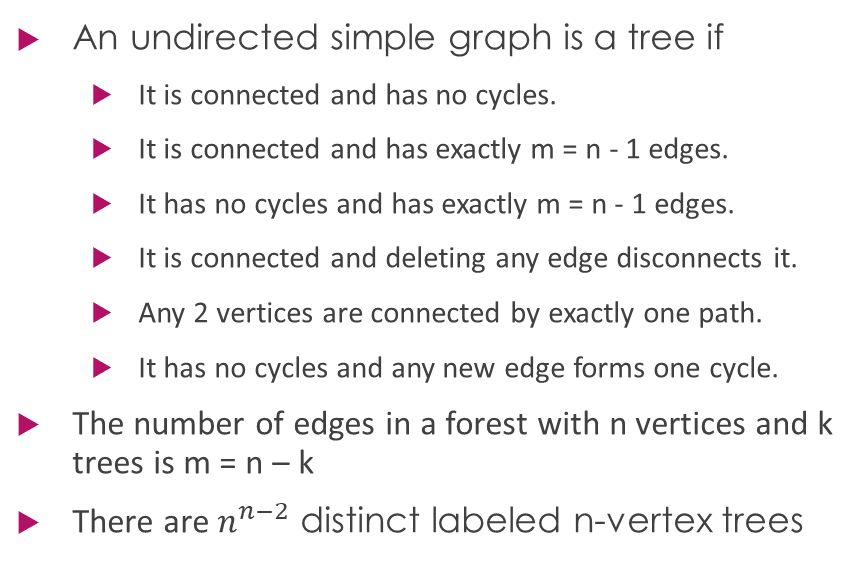 An undirected simple graph is a tree if
It is connected and has no cycles.
It is connected and has exactly m = n - 1 edges.
It has no cycles and has exactly m = n - 1 edges.
It is connected and deleting any edge disconnects it.
Any 2 vertices are connected by exactly one path.
It has no cycles and any new edge forms one cycle.
The number of edges in a forest with n vertices and k
trees is m = n – k
There are $n^{n-2}$ distinct labeled n-vertex trees